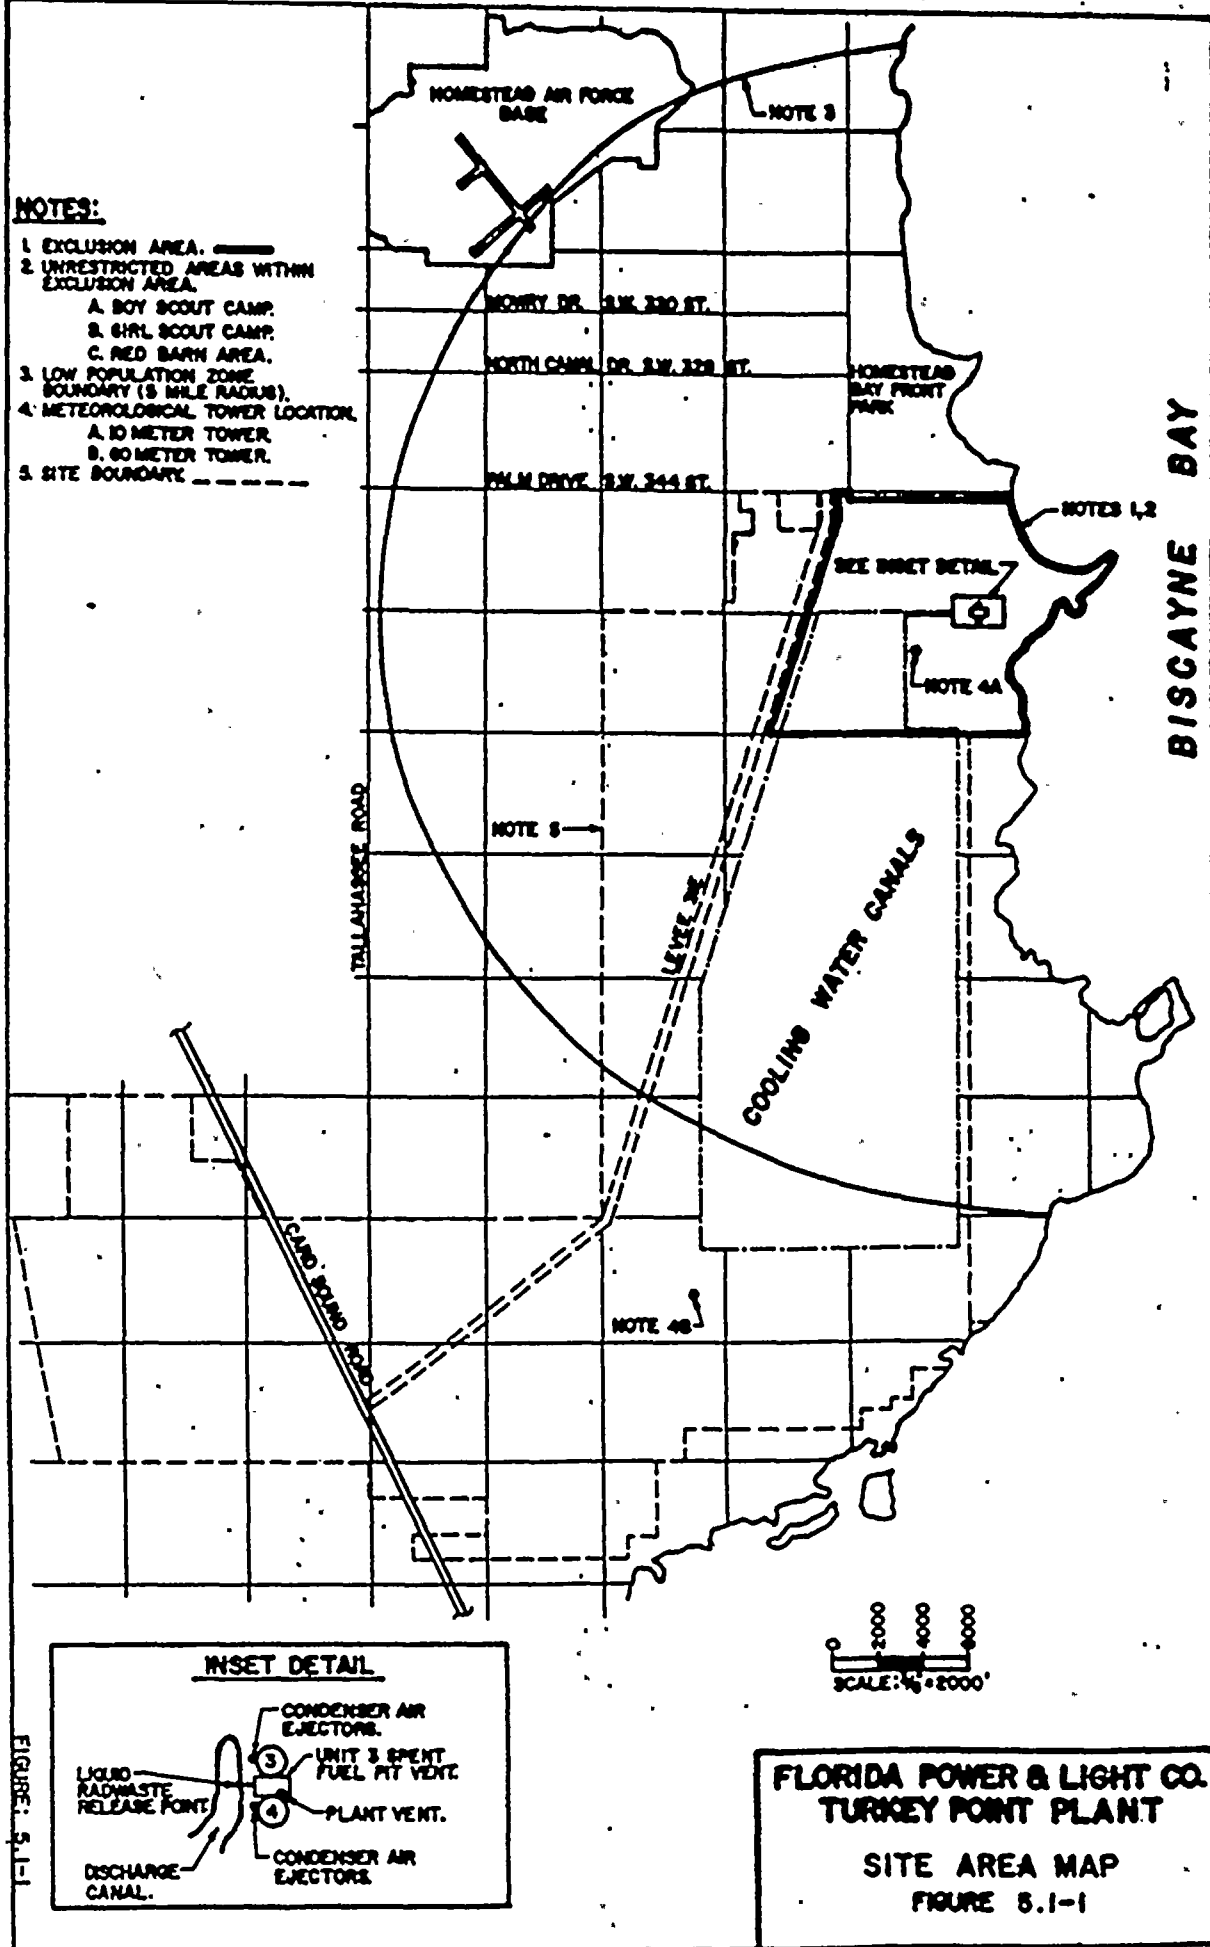 HOMESTEAD AIR FORCE
BASE
NOTE 3
NOTES:
1. EXCLUSION AREA.
2. UNRESTRICTED AREAS WITHIN
EXCLUSION AREA.
A. BOY SCOUT CAMP.
B. GIRL SCOUT CAMP.
C. RED BARN AREA.
3. LOW POPULATION ZONE
BOUNDARY (5 MILE RADIUS).
4. METEOROLOGICAL TOWER LOCATION.
A. 10 METER TOWER.
B. 60 METER TOWER.
5. SITE BOUNDARY
MOWRY DR. S.W. 320 ST.
NORTH CANAL DR. S.W. 328 ST.
HOMESTEAD
BAY FRONT
PARK
PALM DRIVE S.W. 344 ST.
NOTES 1,2
SEE INSET DETAIL
BISCAYNE BAY
NOTE 4A
TALLAHASSEE ROAD
NOTE 5
LEVEE 31E
COOLING WATER CANALS
CARD SOUND ROAD
NOTE 4B
0 2000 4000 6000
SCALE: 2000'
INSET DETAIL
CONDENSER AIR
EJECTORS.
3
UNIT 3 SPENT
FUEL PIT VENT.
LIQUID
RADWASTE
RELEASE POINT
4
PLANT VENT.
CONDENSER AIR
EJECTORS.
DISCHARGE
CANAL.
FIGURE: 5.1-1
FLORIDA POWER & LIGHT CO.
TURKEY POINT PLANT
SITE AREA MAP
FIGURE 5.1-1